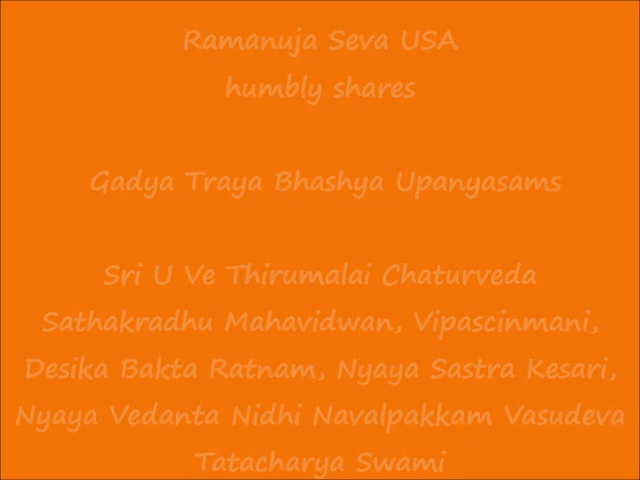 Ramanuja Seva USA
humbly shares
Gadya Traya Bhashya Upanyasams
Sri U Ve Thirumalai Chaturveda
Sathakradhu Mahavidwan, Vipascinmani,
Desika Bakta Ratnam, Nyaya Sastra Kesari,
Nyaya Vedanta Nidhi Navalpakkam Vasudeva
Tatacharya Swami